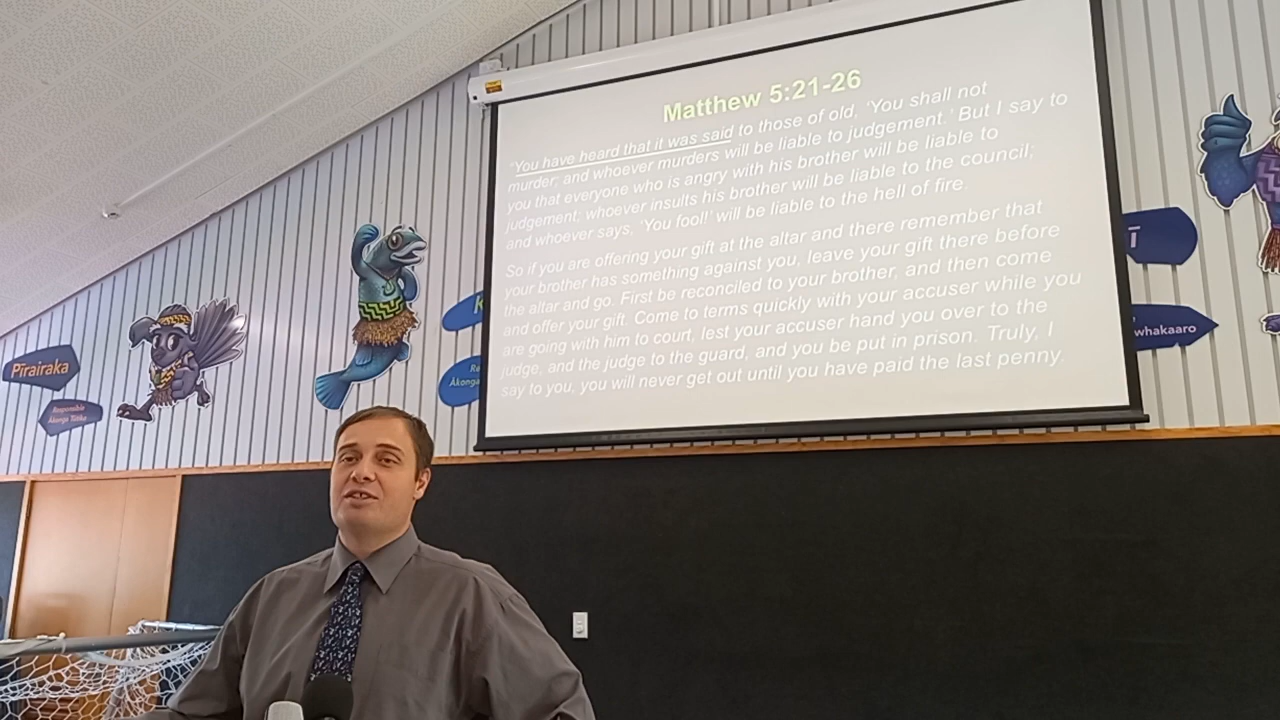 Matthew 5:21-26
"You have heard that it was said to those of old, 'You shall not
murder; and whoever murders will be liable to judgement.' But I say to
you that everyone who is angry with his brother will be liable to
judgement; whoever insults his brother will be liable to the council;
and whoever says, 'You fool!' will be liable to the hell of fire.
So if you are offering your gift at the altar and there remember that
your brother has something against you, leave your gift there before
the altar and go. First be reconciled to your brother, and then come
and offer your gift. Come to terms quickly with your accuser while you
are going with him to court, lest your accuser hand you over to the
judge, and the judge to the guard, and you be put in prison. Truly, I
say to you, you will never get out until you have paid the last penny.
Pīrairaka
Responsible
Ākonga Tōtika
K
Re
Ākonga
ī
whakaaro